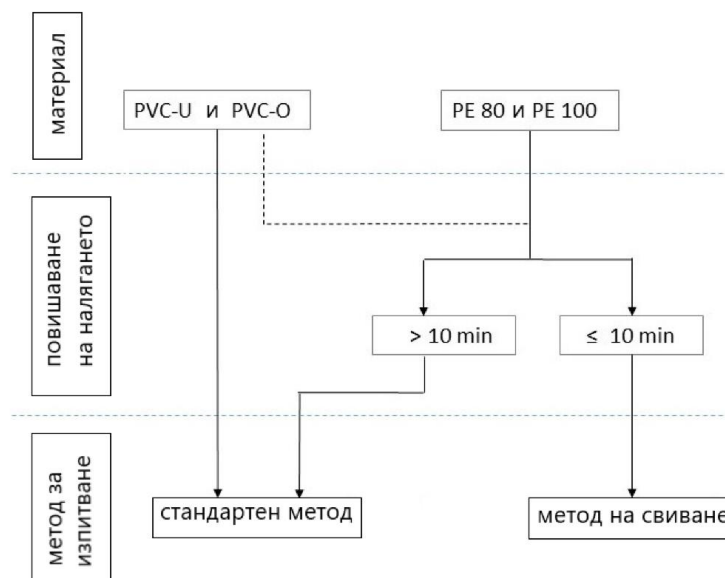 материал
PVC-U и PVC-O
PE 80 и PE 100
повишаване
на налягането
> 10 min
≤ 10 min
метод за
изпитване
стандартен метод
метод на свиване